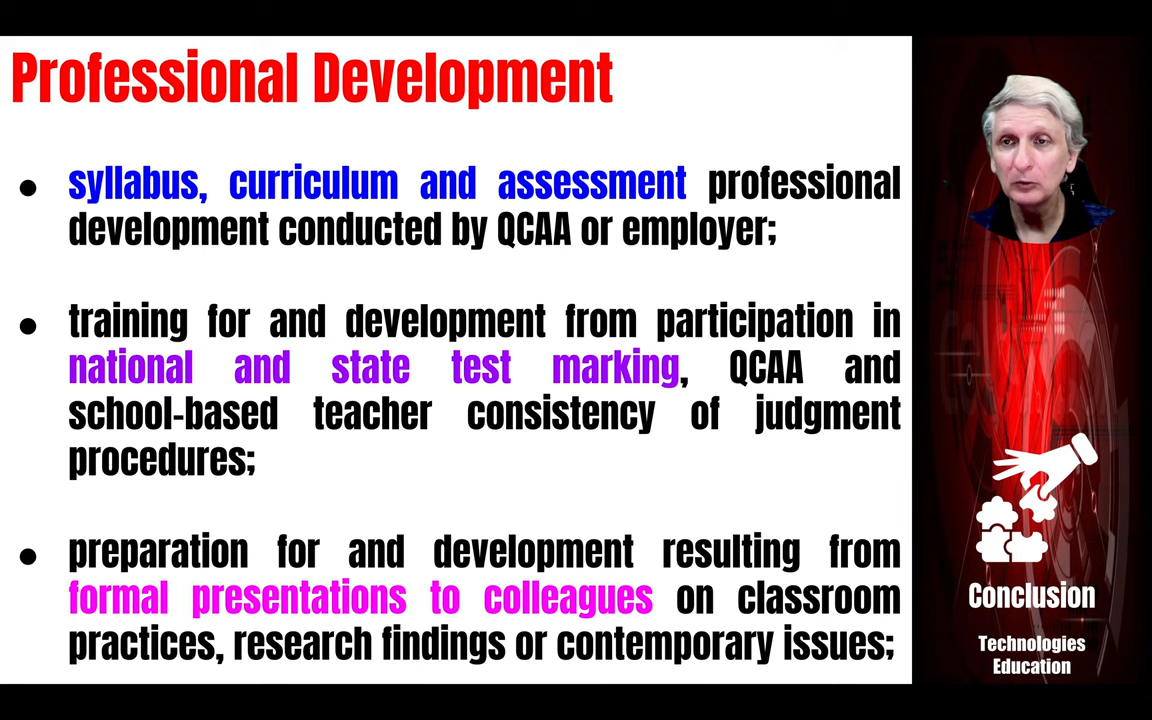 Professional Development
● syllabus, curriculum and assessment professional
development conducted by QCAA or employer;
● training for and development from participation in
national and state test marking, QCAA and
school-based teacher consistency of judgment
procedures;
● preparation for and development resulting from
formal presentations to colleagues on classroom
practices, research findings or contemporary issues;
Conclusion
Technologies
Education